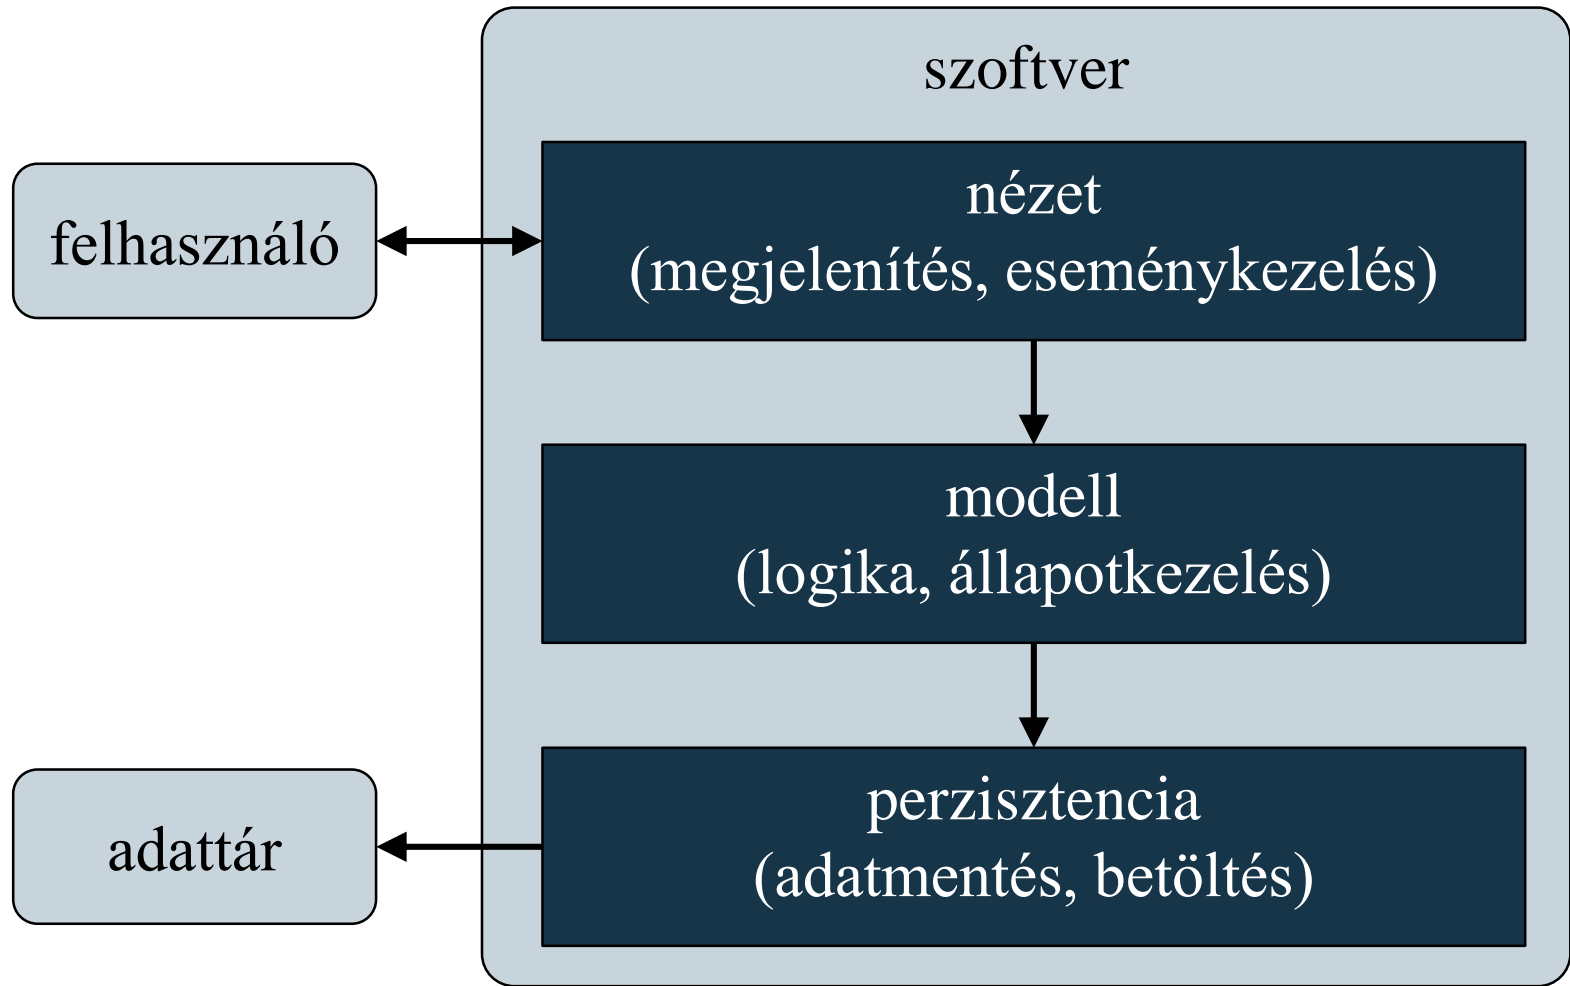 szoftver
felhasználó
nézet
(megjelenítés, eseménykezelés)
modell
(logika, állapotkezelés)
adattár
perzisztencia
(adatmentés, betöltés)